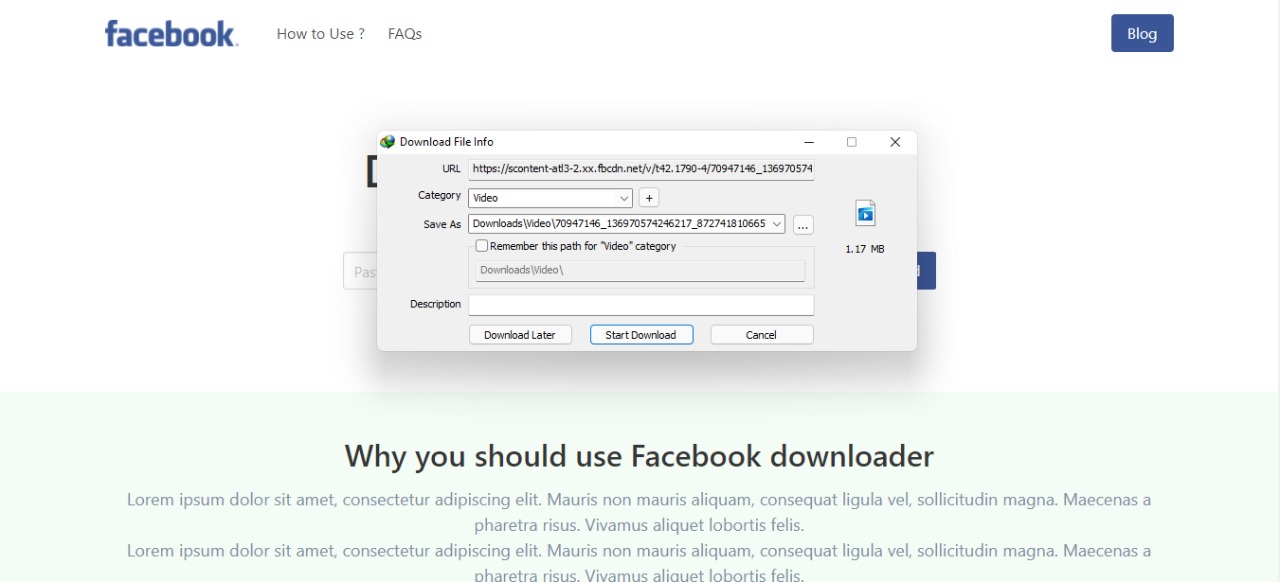 facebook.
How to Use ?
FAQs
Blog
Download File Info
URL
https://scontent-atl3-2.xx.fbcdn.net/v/t42.1790-4/70947146_136970574
Category
Video
+
Save As
Downloads\Video\70947146_136970574246217_872741810665
...
1.17 MB
Remember this path for "Video" category
Downloads\Video\
Description
Download Later
Start Download
Cancel
Why you should use Facebook downloader
Lorem ipsum dolor sit amet, consectetur adipiscing elit. Mauris non mauris aliquam, consequat ligula vel, sollicitudin magna. Maecenas a
pharetra risus. Vivamus aliquet lobortis felis.
Lorem ipsum dolor sit amet, consectetur adipiscing elit. Mauris non mauris aliquam, consequat ligula vel, sollicitudin magna. Maecenas a
pharetra risus. Vivamus aliquet lobortis felis.